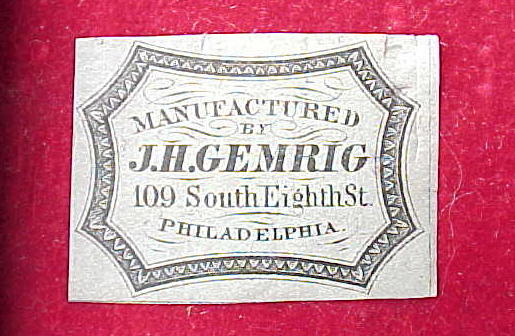 MANUFACTURED
BY
J.H.GEMRIG
109 South Eighth St.
PHILADELPHIA.